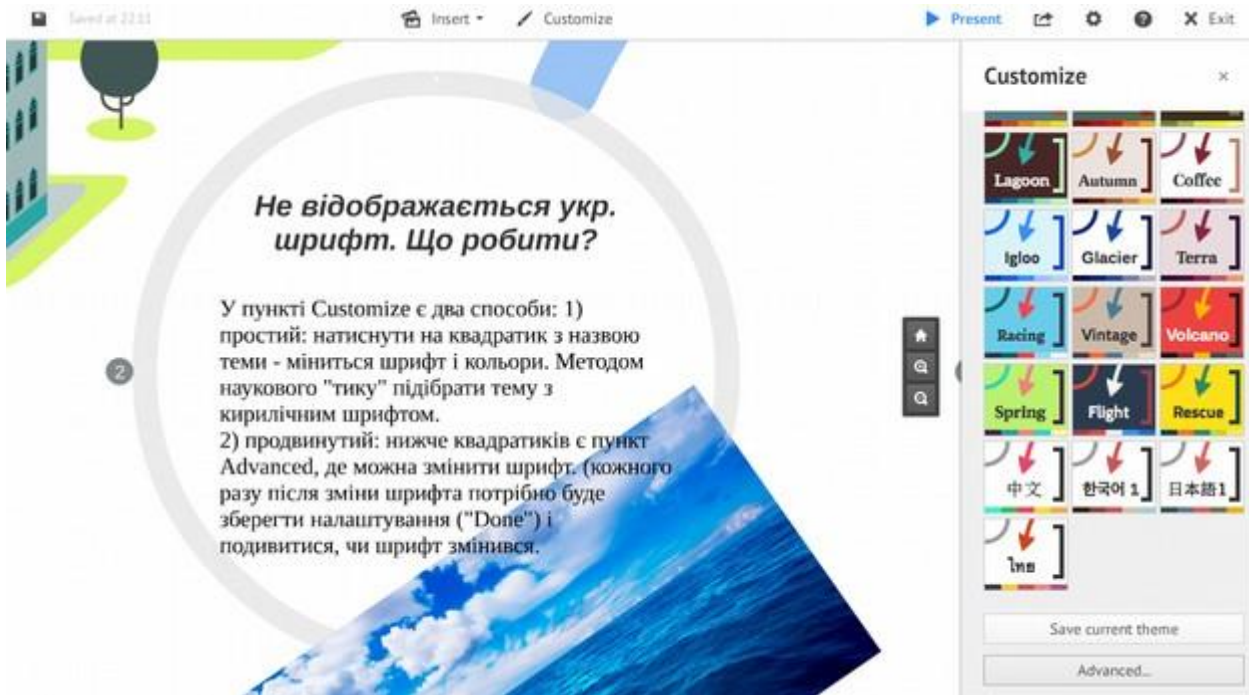 Saved at 22:11
Insert
Customize
Present
Exit
Не відображається укр.
шрифт. Що робити?
У пункті Customize є два способи: 1)
простий: натиснути на квадратик з назвою
теми - міниться шрифт і кольори. Методом
наукового "тику" підібрати тему з
кирилічним шрифтом.
2) продвинутий: нижче квадратиків є пункт
Advanced, де можна змінити шрифт. (кожного
разу після зміни шрифта потрібно буде
зберегти налаштування ("Done") і
подивитися, чи шрифт змінився.
2
Customize
Lagoon Autumn Coffee
Igloo Glacier Terra
Racing Vintage Volcano
Spring Flight Rescue
中文 한국어 1 日本語1
ไทย
Save current theme
Advanced...